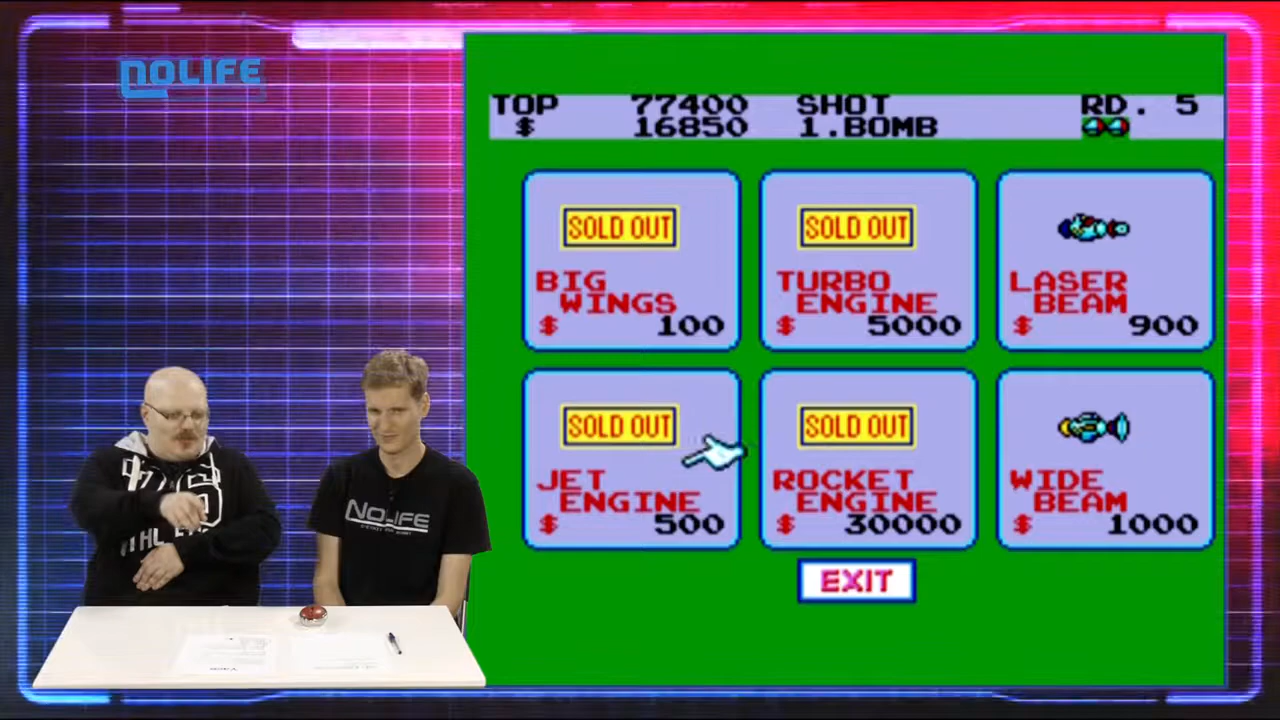 NOLIFE
TOP 77400 SHOT RD. 5
$ 16850 1.BOMB
SOLD OUT
BIG
WINGS
$ 100
SOLD OUT
TURBO
ENGINE
$ 5000
LASER
BEAM
$ 900
SOLD OUT
JET
ENGINE
$ 500
SOLD OUT
ROCKET
ENGINE
$ 30000
WIDE
BEAM
$ 1000
EXIT
NOLIFE